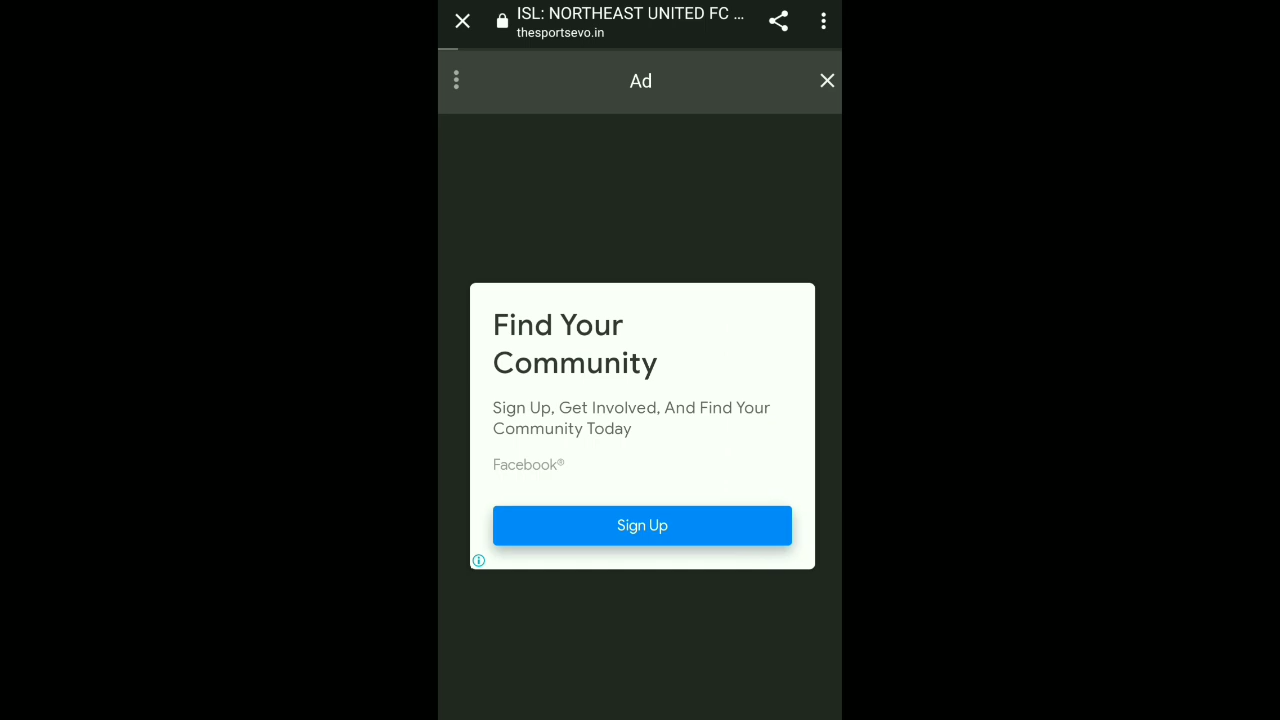 ISL: NORTHEAST UNITED FC ...
thesportsevo.in
Ad
Find Your
Community
Sign Up, Get Involved, And Find Your
Community Today
Facebook®
Sign Up